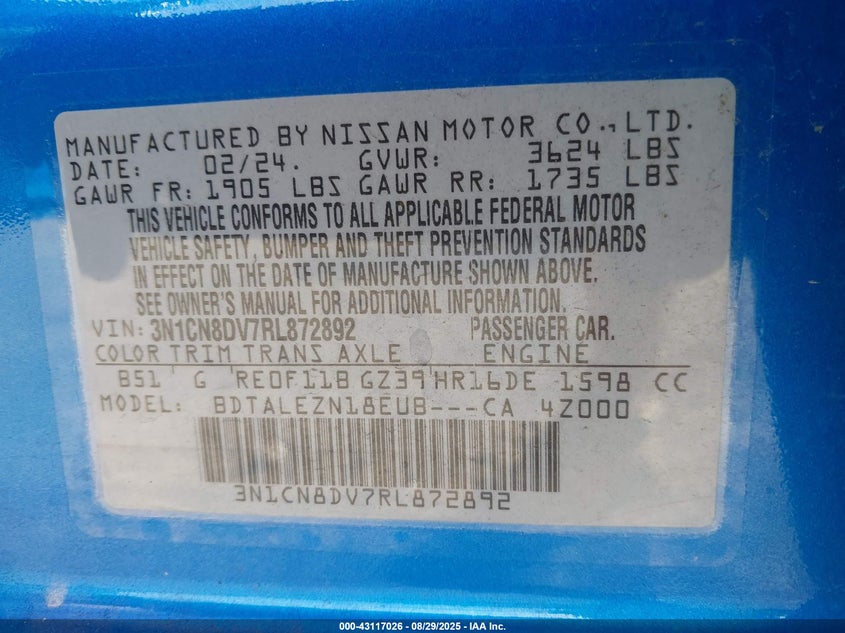 MANUFACTURED BY NISSAN MOTOR CO., LTD.
DATE: 02/24. GVWR: 3624 LBS
GAWR FR: 1905 LBS GAWR RR: 1735 LBS
THIS VEHICLE CONFORMS TO ALL APPLICABLE FEDERAL MOTOR
VEHICLE SAFETY, BUMPER AND THEFT PREVENTION STANDARDS
IN EFFECT ON THE DATE OF MANUFACTURE SHOWN ABOVE.
SEE OWNER'S MANUAL FOR ADDITIONAL INFORMATION.
VIN: 3N1CN8DV7RL872892 PASSENGER CAR.
COLOR TRIM TRANS AXLE ENGINE
B51 G RE0F11B GZ39 HR16DE 1598 CC
MODEL: BDTALEZN18EUB---CA 4Z000
3N1CN8DV7RL872892
000-43117026 - 08/29/2025 - IAA Inc.